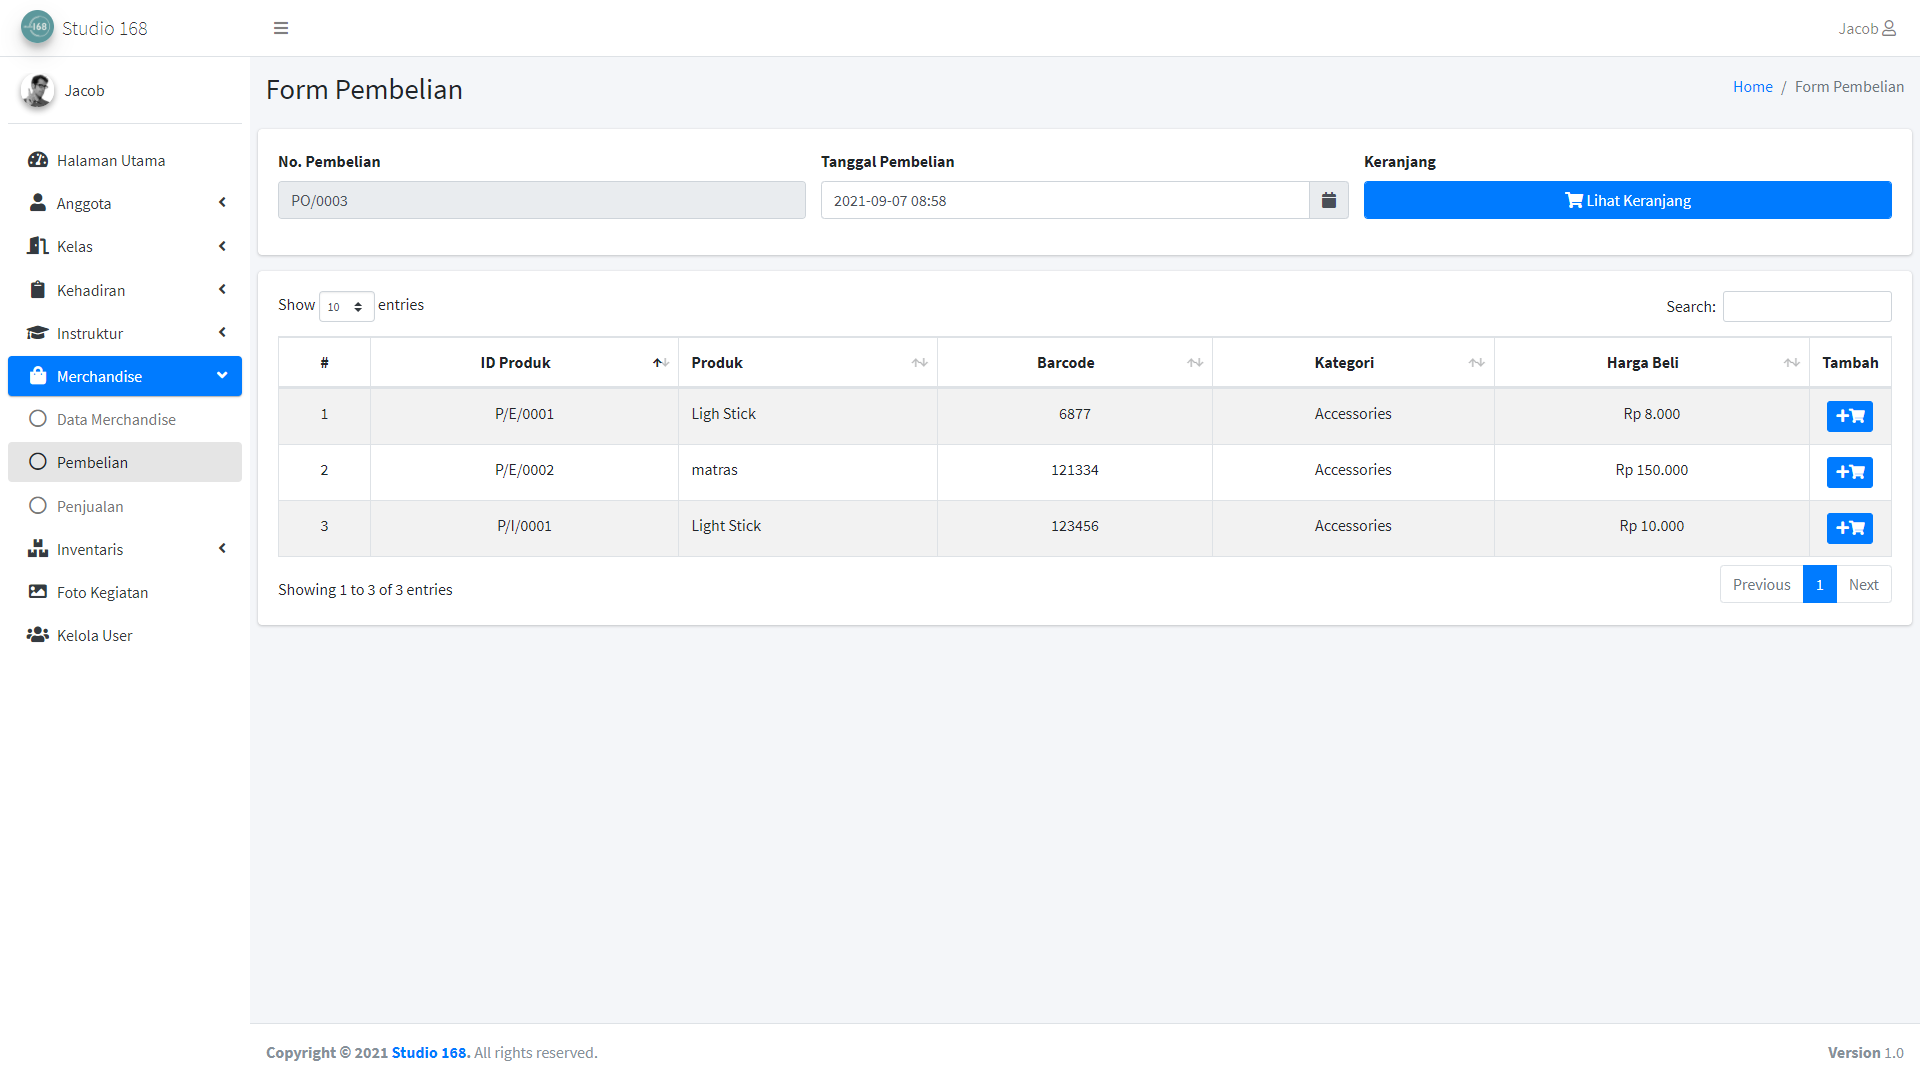 168
Studio 168
Jacob
Jacob
Halaman Utama
Anggota
Kelas
Kehadiran
Instruktur
Merchandise
Data Merchandise
Pembelian
Penjualan
Inventaris
Foto Kegiatan
Kelola User
Form Pembelian
Home / Form Pembelian
No. Pembelian
PO/0003
Tanggal Pembelian
2021-09-07 08:58
Keranjang
Lihat Keranjang
Show 10 entries
Search:
# ID Produk Produk Barcode Kategori Harga Beli Tambah
1 P/E/0001 Ligh Stick 6877 Accessories Rp 8.000
2 P/E/0002 matras 121334 Accessories Rp 150.000
3 P/I/0001 Light Stick 123456 Accessories Rp 10.000
Showing 1 to 3 of 3 entries
Previous 1 Next
Copyright © 2021 Studio 168. All rights reserved.
Version 1.0